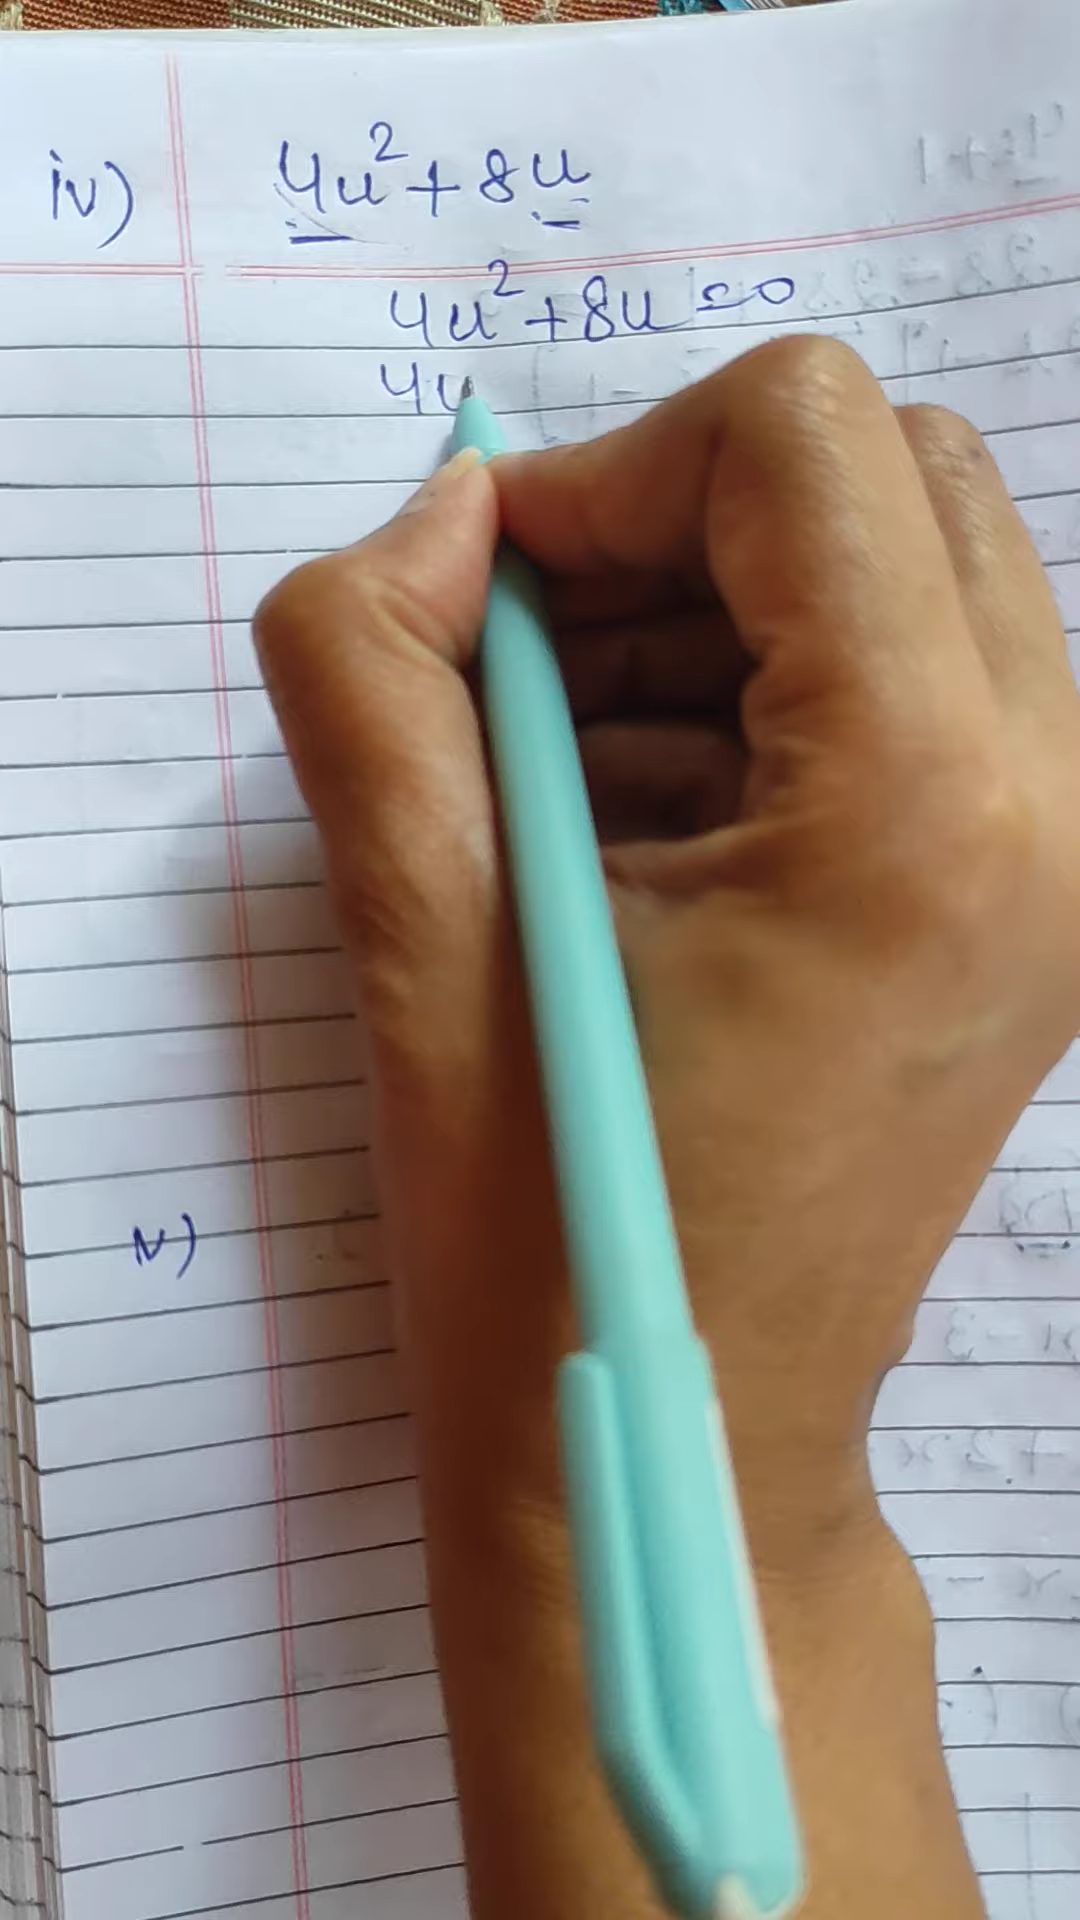 iv) 4u² + 8u
4u² + 8u = 0
4u
v)